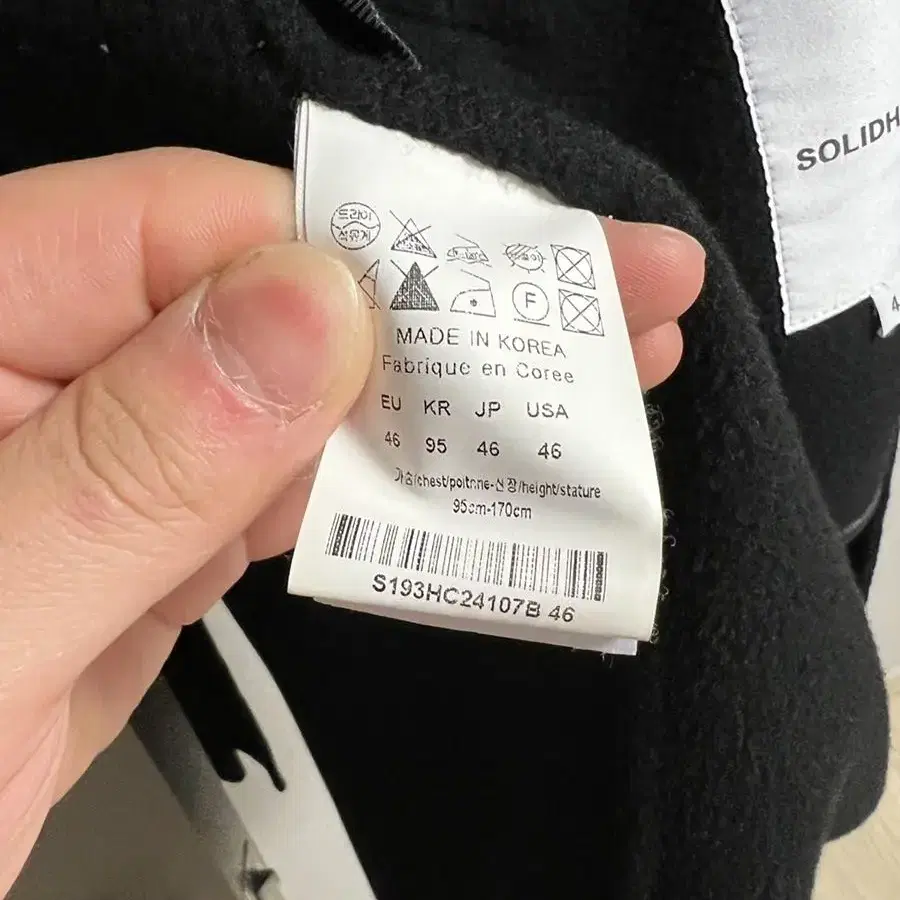 SOLIDH
4
드라이
석유계
F
MADE IN KOREA
Fabrique en Coree
EU KR JP USA
46 95 46 46
가슴/chest/poitrine-신장/height/stature
95cm-170cm
S193HC24107B 46